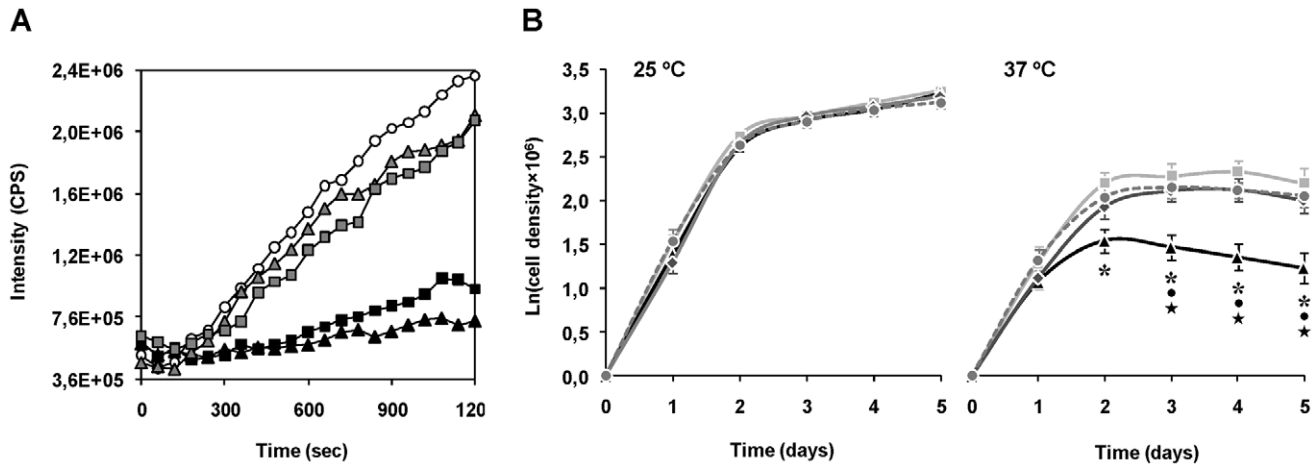 A
Intensity (CPS)
2,4E+06
2,0E+06
1,6E+06
1,2E+06
7,6E+05
3,6E+05
0 300 600 900 120
Time (sec)
B
Ln(cell density×10⁶)
3,5
3,0
2,5
2,0
1,5
1,0
0,5
0,0
25 ºC
0 1 2 3 4 5
Time (days)
37 ºC
0 1 2 3 4 5
Time (days)